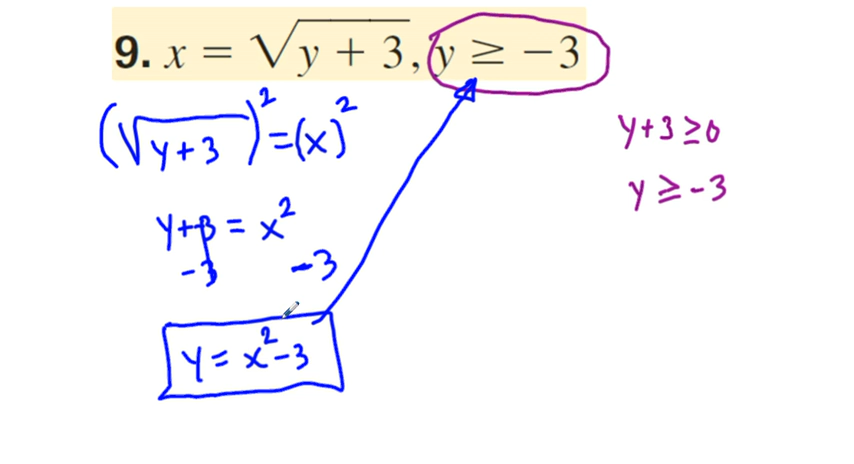 9. x = √(y + 3), y ≥ −3
(√(y+3))² = (x)²
y+3 = x²
-3 -3
y = x² - 3
y+3 ≥ 0
y ≥ -3